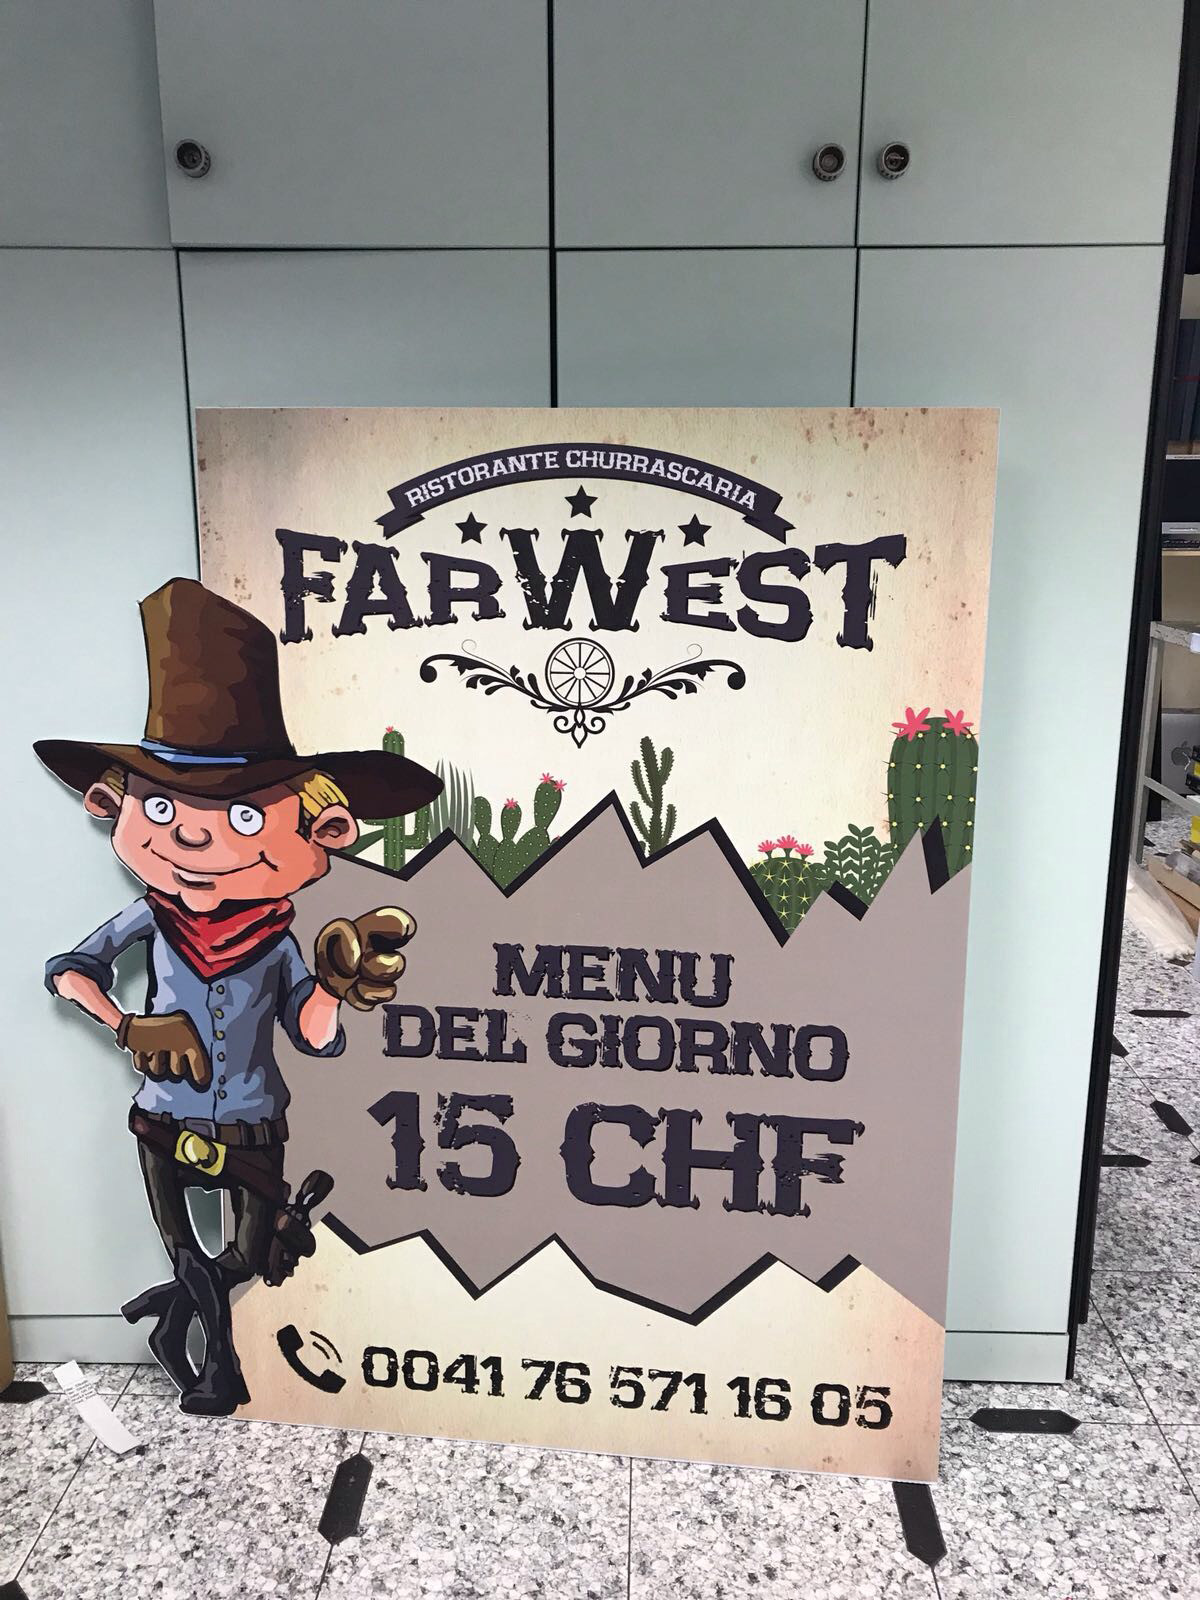 RISTORANTE CHURRASCARIA
FARWEST
MENU
DEL GIORNO
15 CHF
0041 76 571 16 05